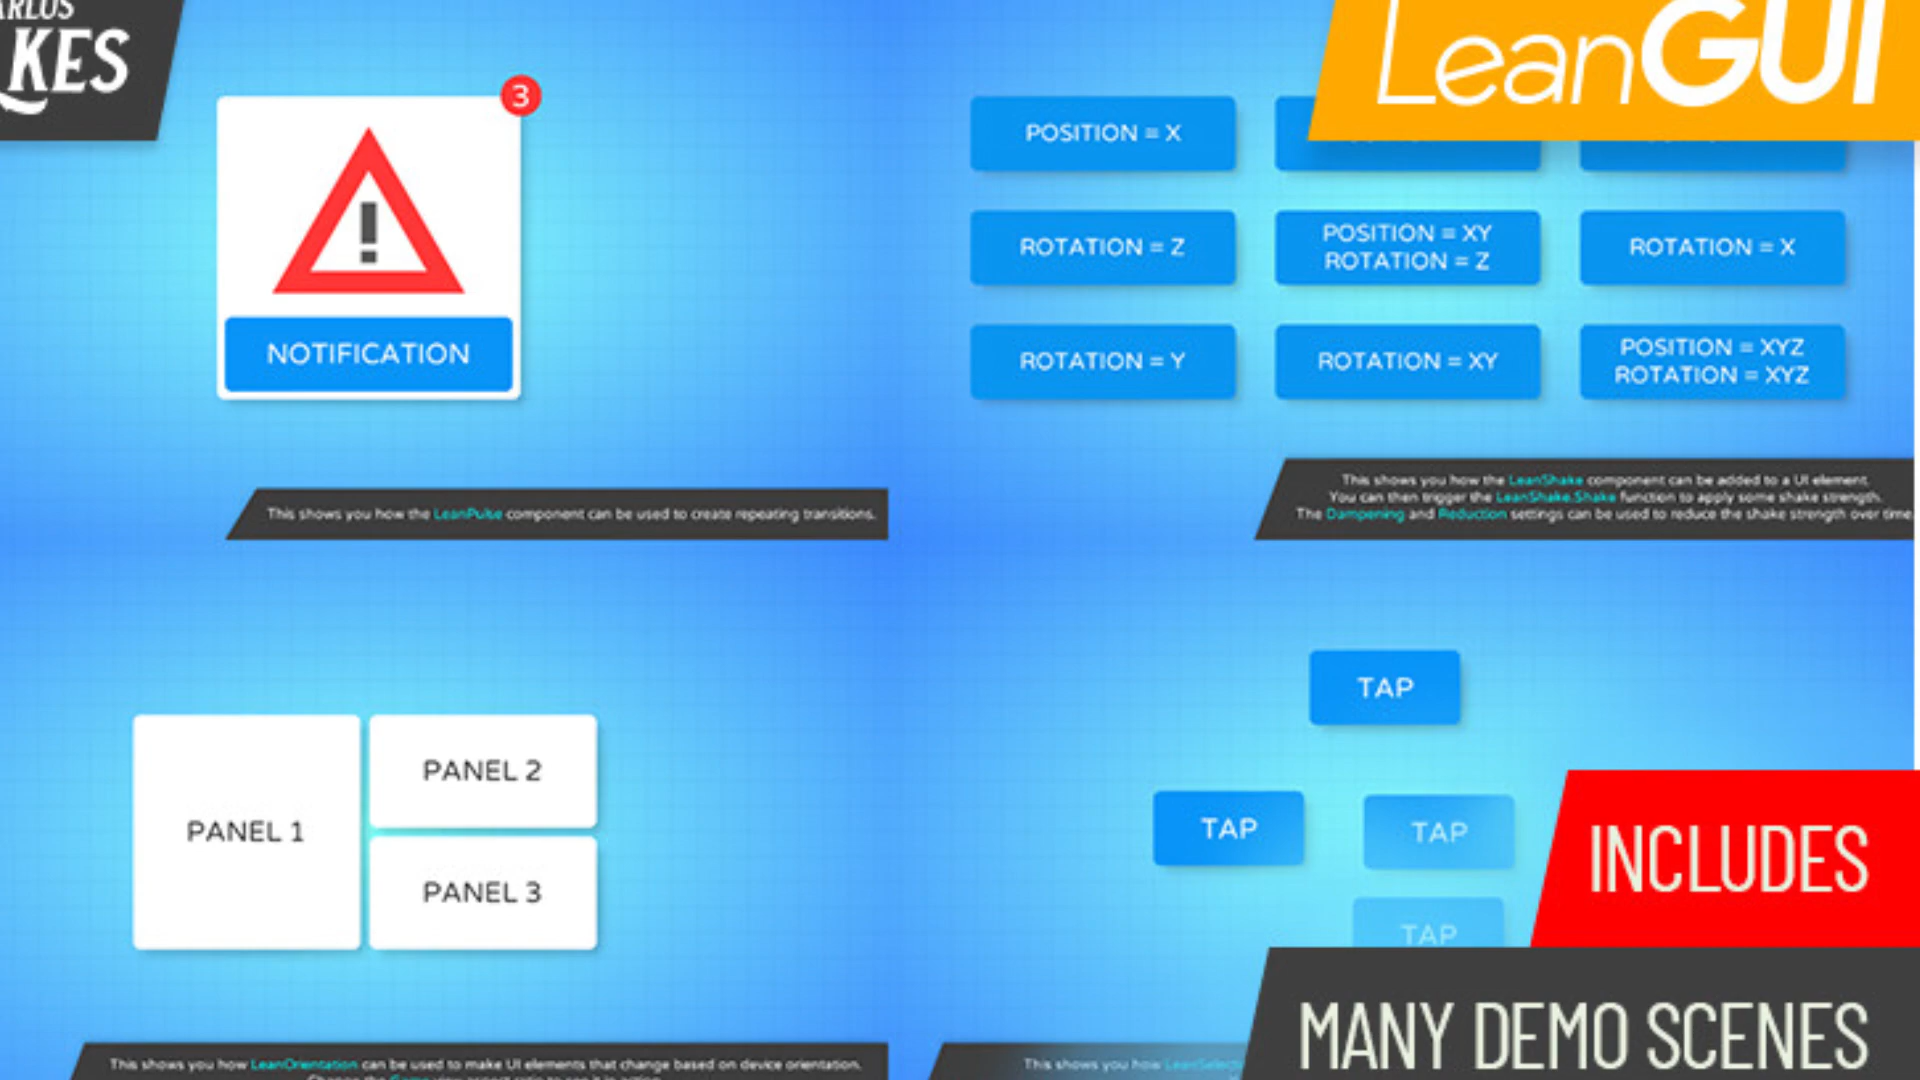 KES
LeanGUI
3
NOTIFICATION
This shows you how the LeanPulse component can be used to create repeating transitions.
POSITION = X
ROTATION = Z
POSITION = XY
ROTATION = Z
ROTATION = X
ROTATION = Y
ROTATION = XY
POSITION = XYZ
ROTATION = XYZ
This shows you how the LeanShake component can be added to a UI element.
You can then trigger the LeanShake.Shake function to apply some shake strength.
The Dampening and Reduction settings can be used to reduce the shake strength over time.
PANEL 1
PANEL 2
PANEL 3
This shows you how LeanOrientation can be used to make UI elements that change based on device orientation.
TAP
TAP
TAP
TAP
This shows you how
INCLUDES
MANY DEMO SCENES